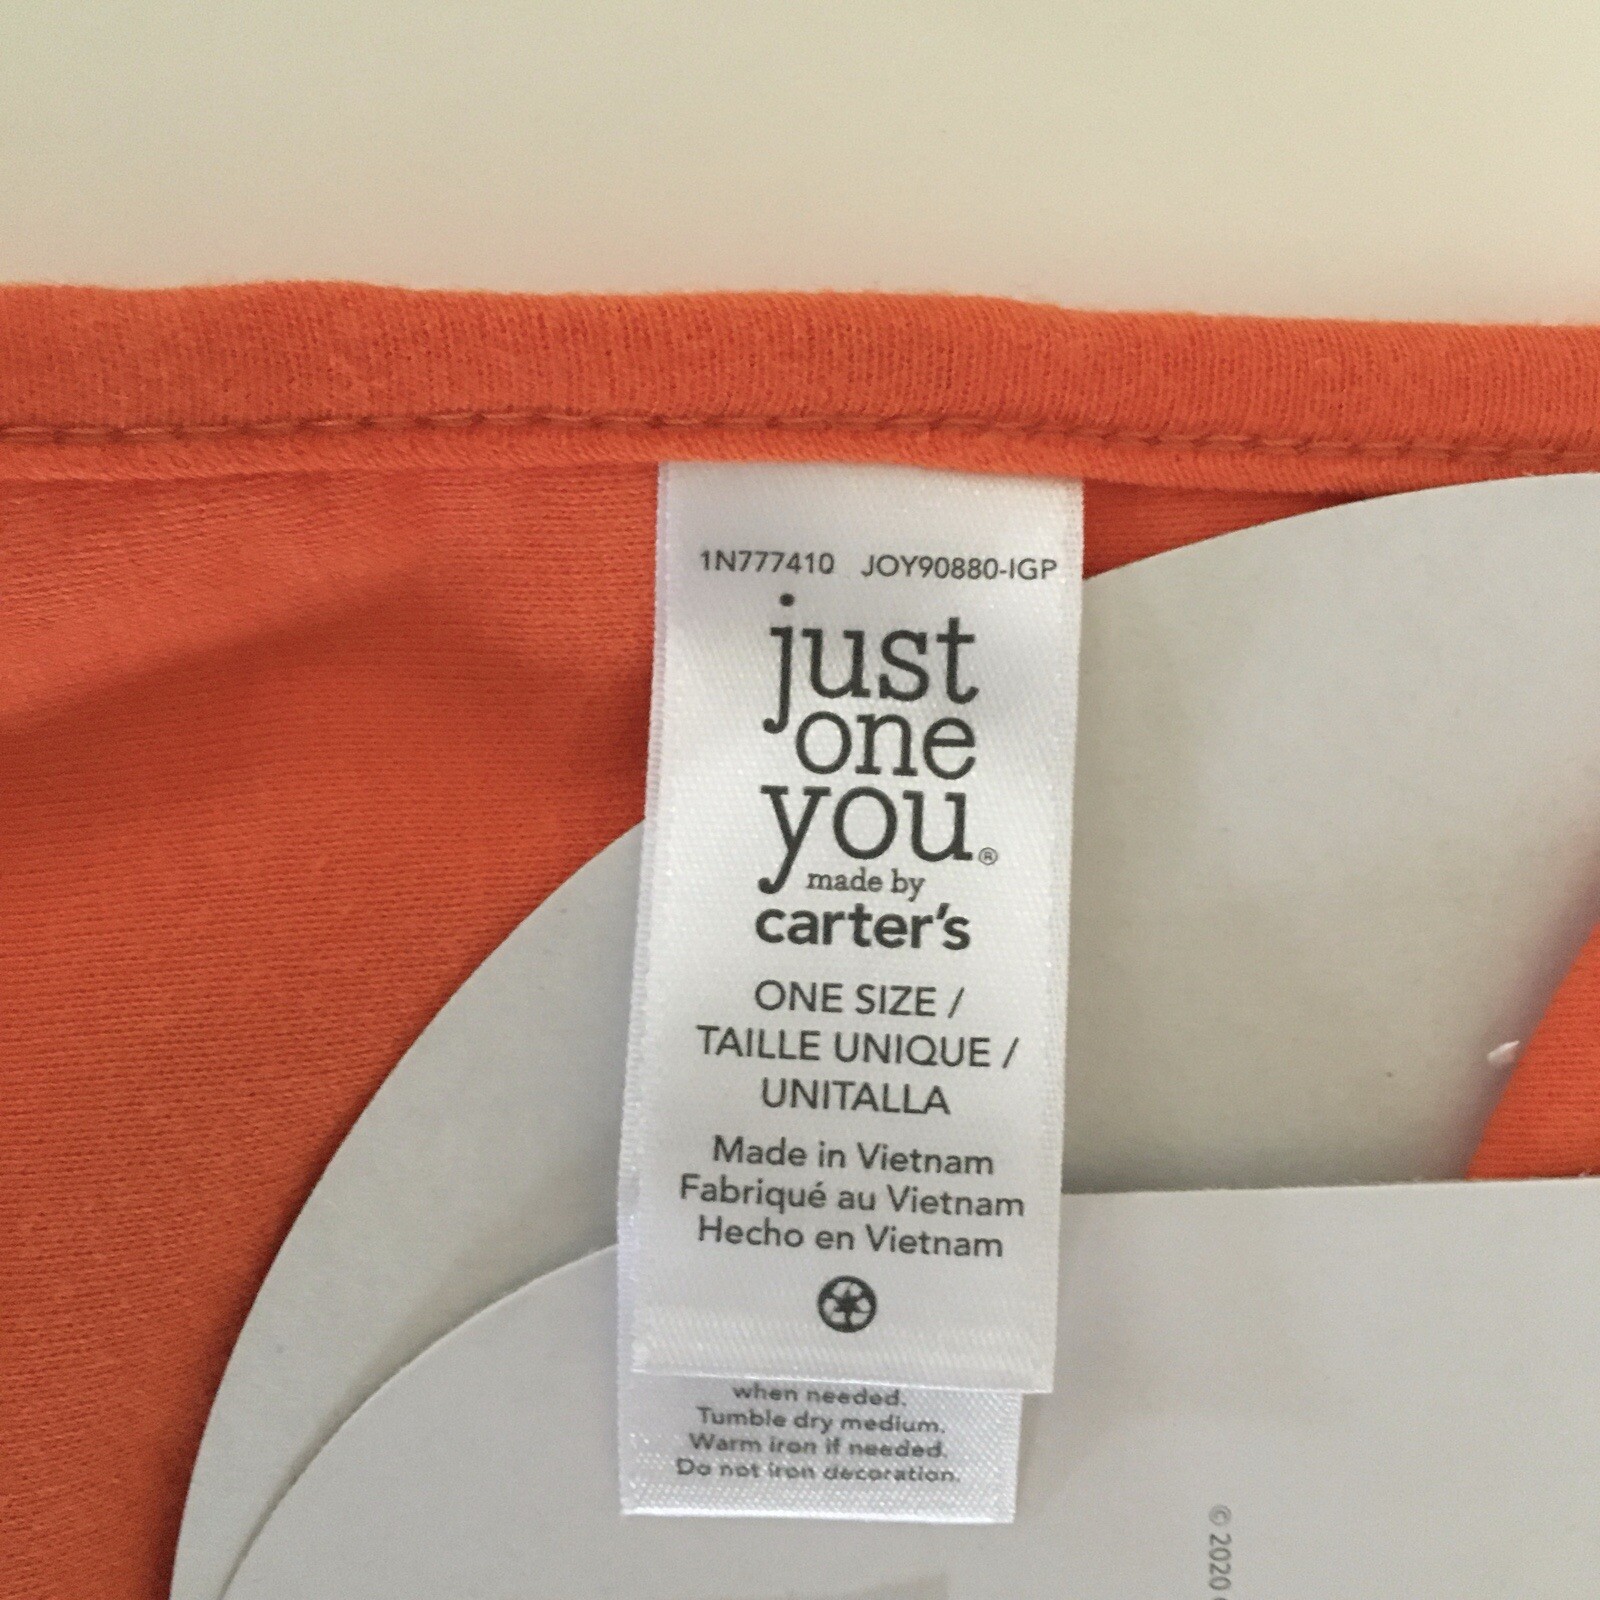 1N777410 JOY90880-IGP
just
one
you®
made by
carter's
ONE SIZE /
TAILLE UNIQUE /
UNITALLA
Made in Vietnam
Fabriqué au Vietnam
Hecho en Vietnam
when needed.
Tumble dry medium.
Warm iron if needed.
Do not iron decoration.
© 2020